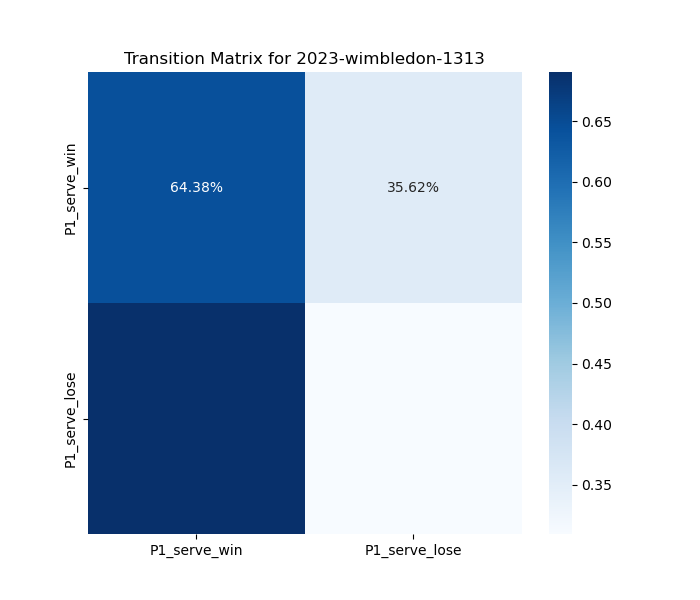 Transition Matrix for 2023-wimbledon-1313
P1_serve_win
64.38%
35.62%
P1_serve_lose
P1_serve_win
P1_serve_lose
0.65
0.60
0.55
0.50
0.45
0.40
0.35